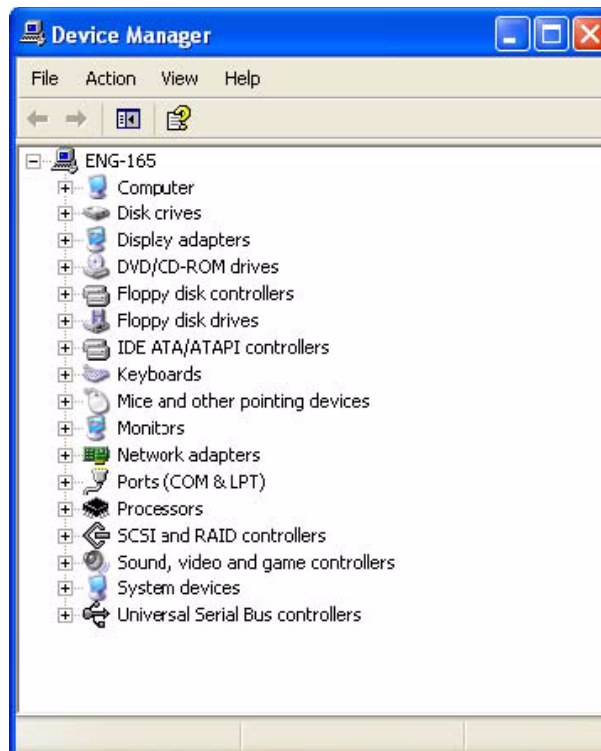 Device Manager
File Action View Help
ENG-165
Computer
Disk drives
Display adapters
DVD/CD-ROM drives
Floppy disk controllers
Floppy disk drives
IDE ATA/ATAPI controllers
Keyboards
Mice and other pointing devices
Monitors
Network adapters
Ports (COM & LPT)
Processors
SCSI and RAID controllers
Sound, video and game controllers
System devices
Universal Serial Bus controllers